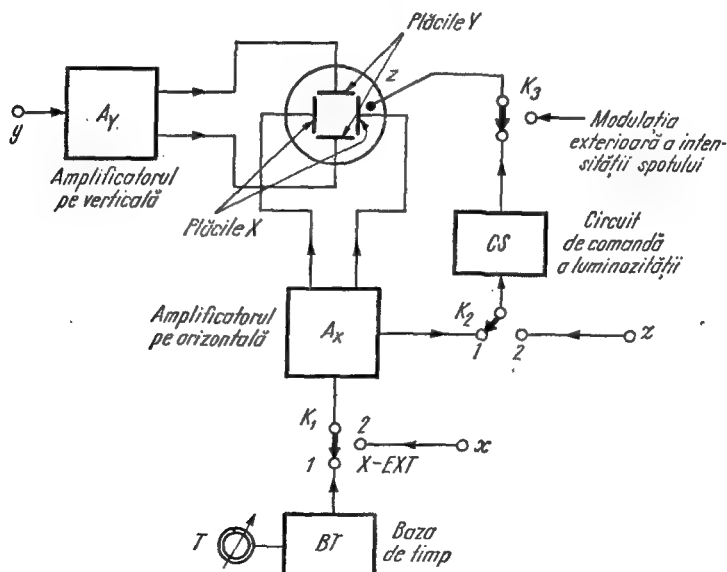 Plăcile Y
z
K3
Ay
y
Modulația
exterioară a inten-
sității spotului
Amplificatorul
pe verticală
Plăcile X
CS
Circuit
de comandă
a luminozității
Amplificatorul
pe orizontală
Ax
K2
1
2
z
K1
2
1
X-EXT
x
T
BT
Baza
de timp